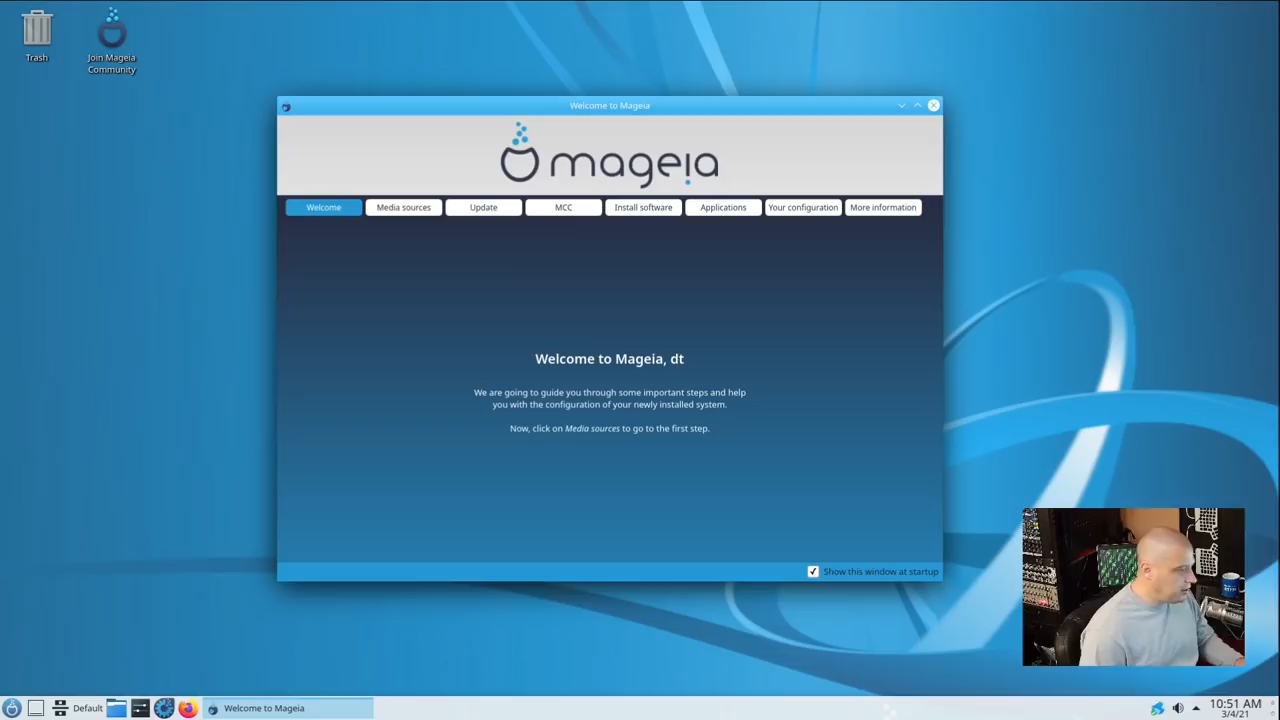 Trash
Join Mageia
Community
Welcome to Mageia
mageia
Welcome
Media sources
Update
MCC
Install software
Applications
Your configuration
More information
Welcome to Mageia, dt
We are going to guide you through some important steps and help
you with the configuration of your newly installed system.
Now, click on Media sources to go to the first step.
Show this window at startup
Default
Welcome to Mageia
10:51 AM
3/4/21